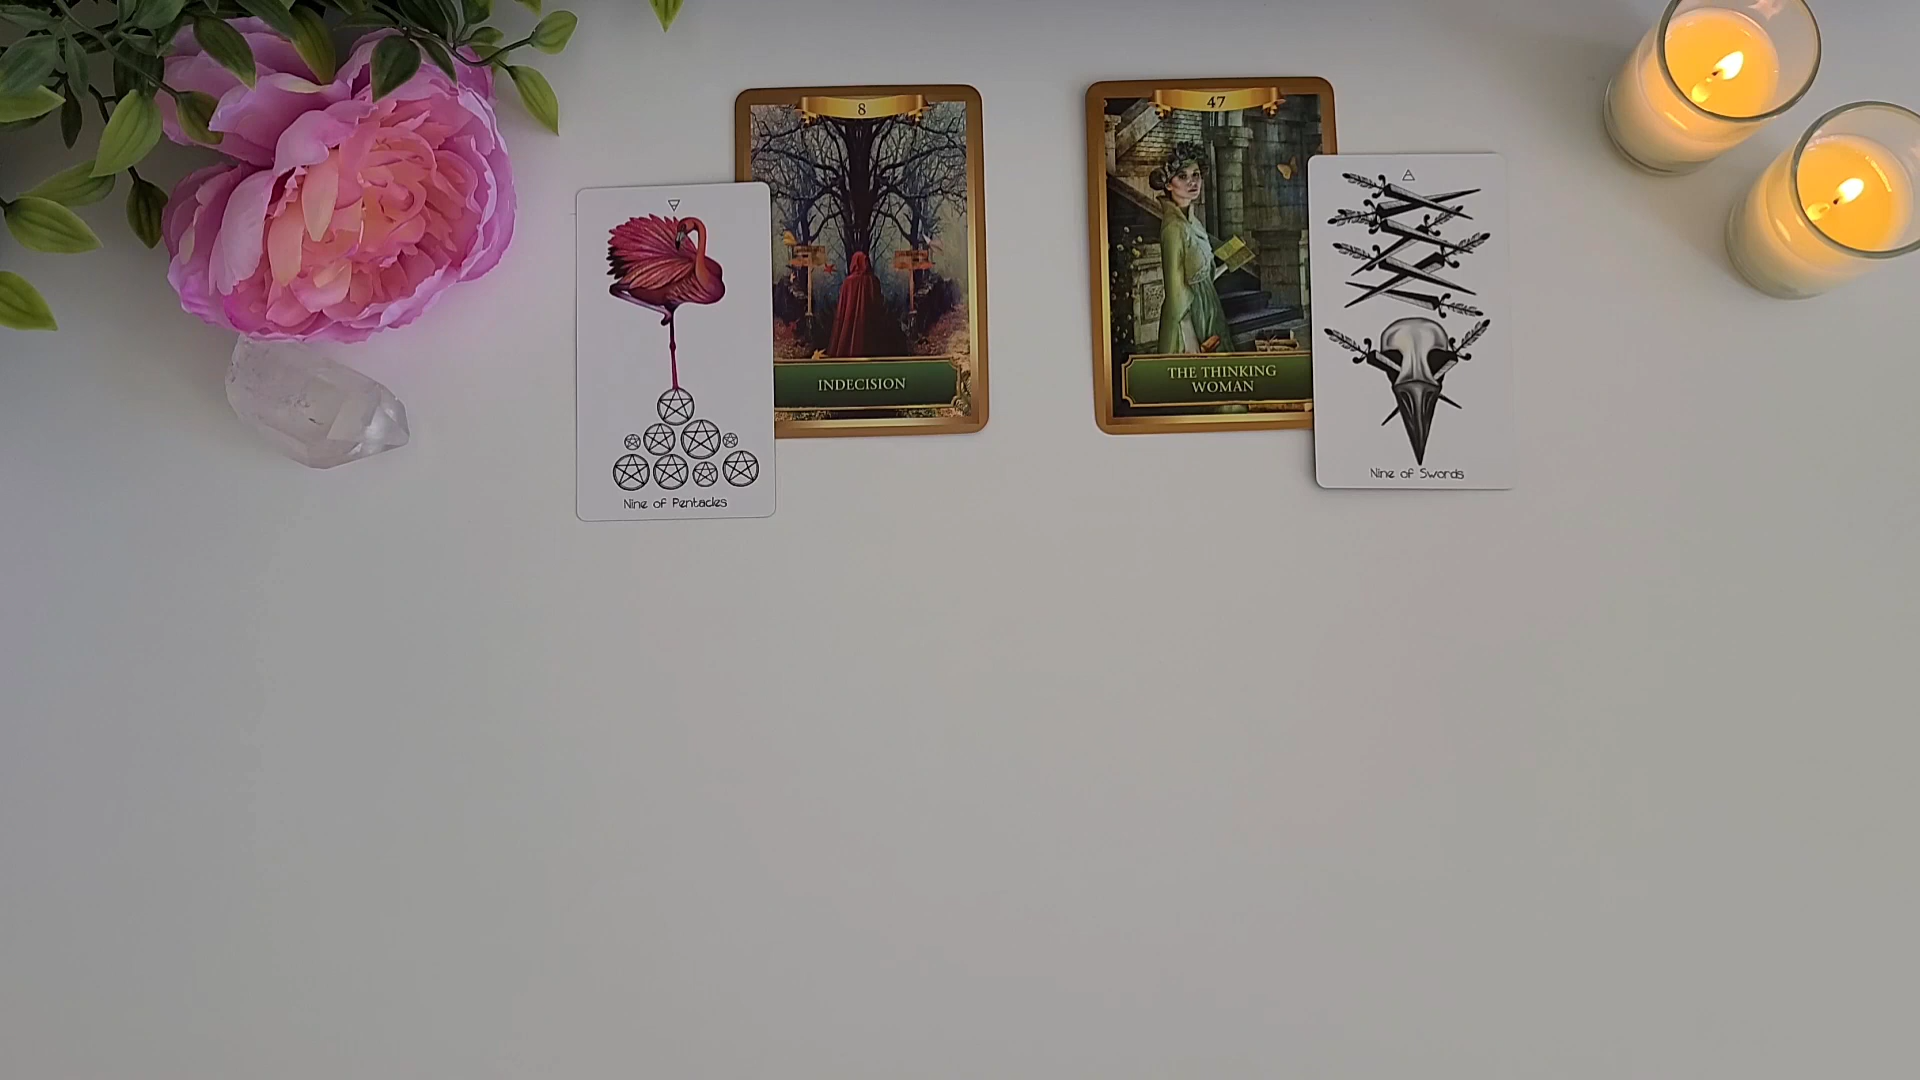 8
INDECISION
Nine of Pentacles
47
THE THINKING
WOMAN
Nine of Swords